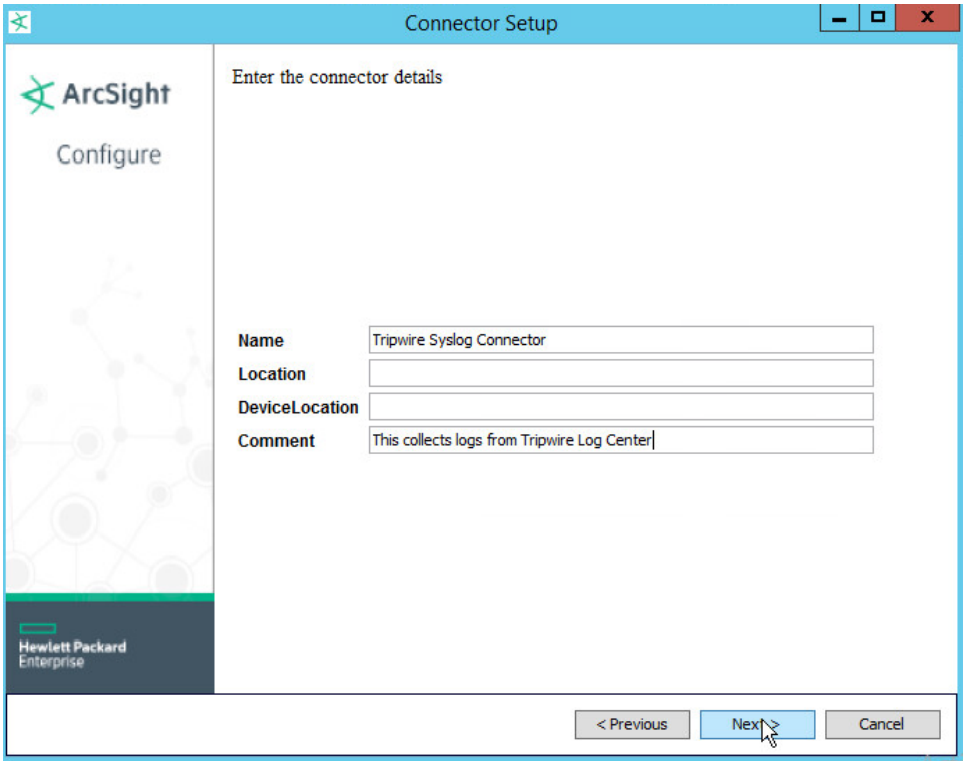 Connector Setup
ArcSight
Configure
Enter the connector details
Name Tripwire Syslog Connector
Location
DeviceLocation
Comment This collects logs from Tripwire Log Center
Hewlett Packard
Enterprise
< Previous Next > Cancel